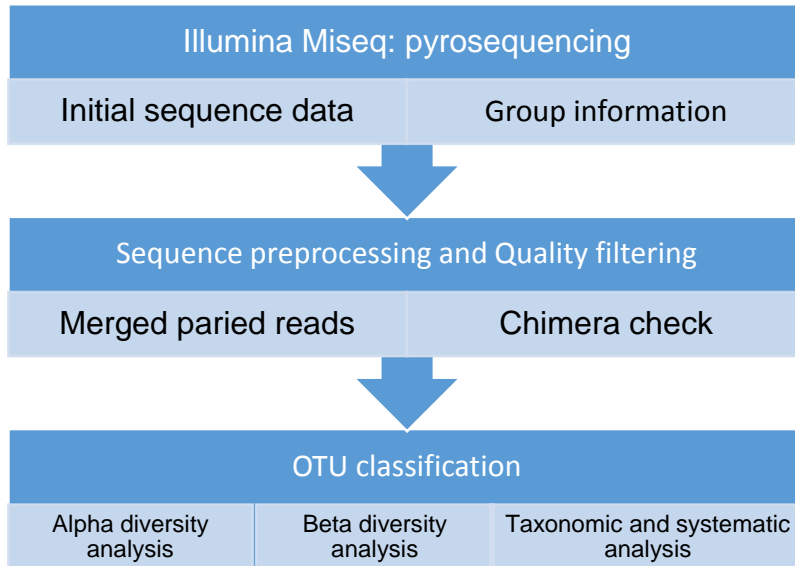 Illumina Miseq: pyrosequencing
Initial sequence data
Group information
Sequence preprocessing and Quality filtering
Merged paried reads
Chimera check
OTU classification
Alpha diversity
analysis
Beta diversity
analysis
Taxonomic and systematic
analysis